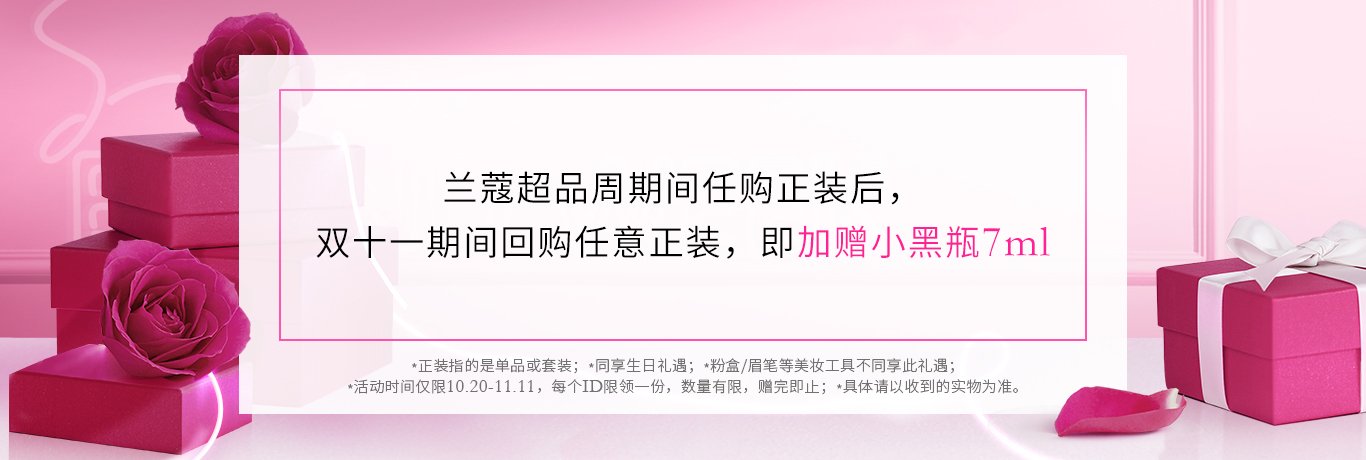 兰蔻超品周期间任购正装后，
双十一期间回购任意正装，即加赠小黑瓶7ml
*正装指的是单品或套装；*同享生日礼遇；*粉盒/眉笔等美妆工具不同享此礼遇；
*活动时间仅限10.20-11.11，每个ID限领一份，数量有限，赠完即止；*具体请以收到的实物为准。